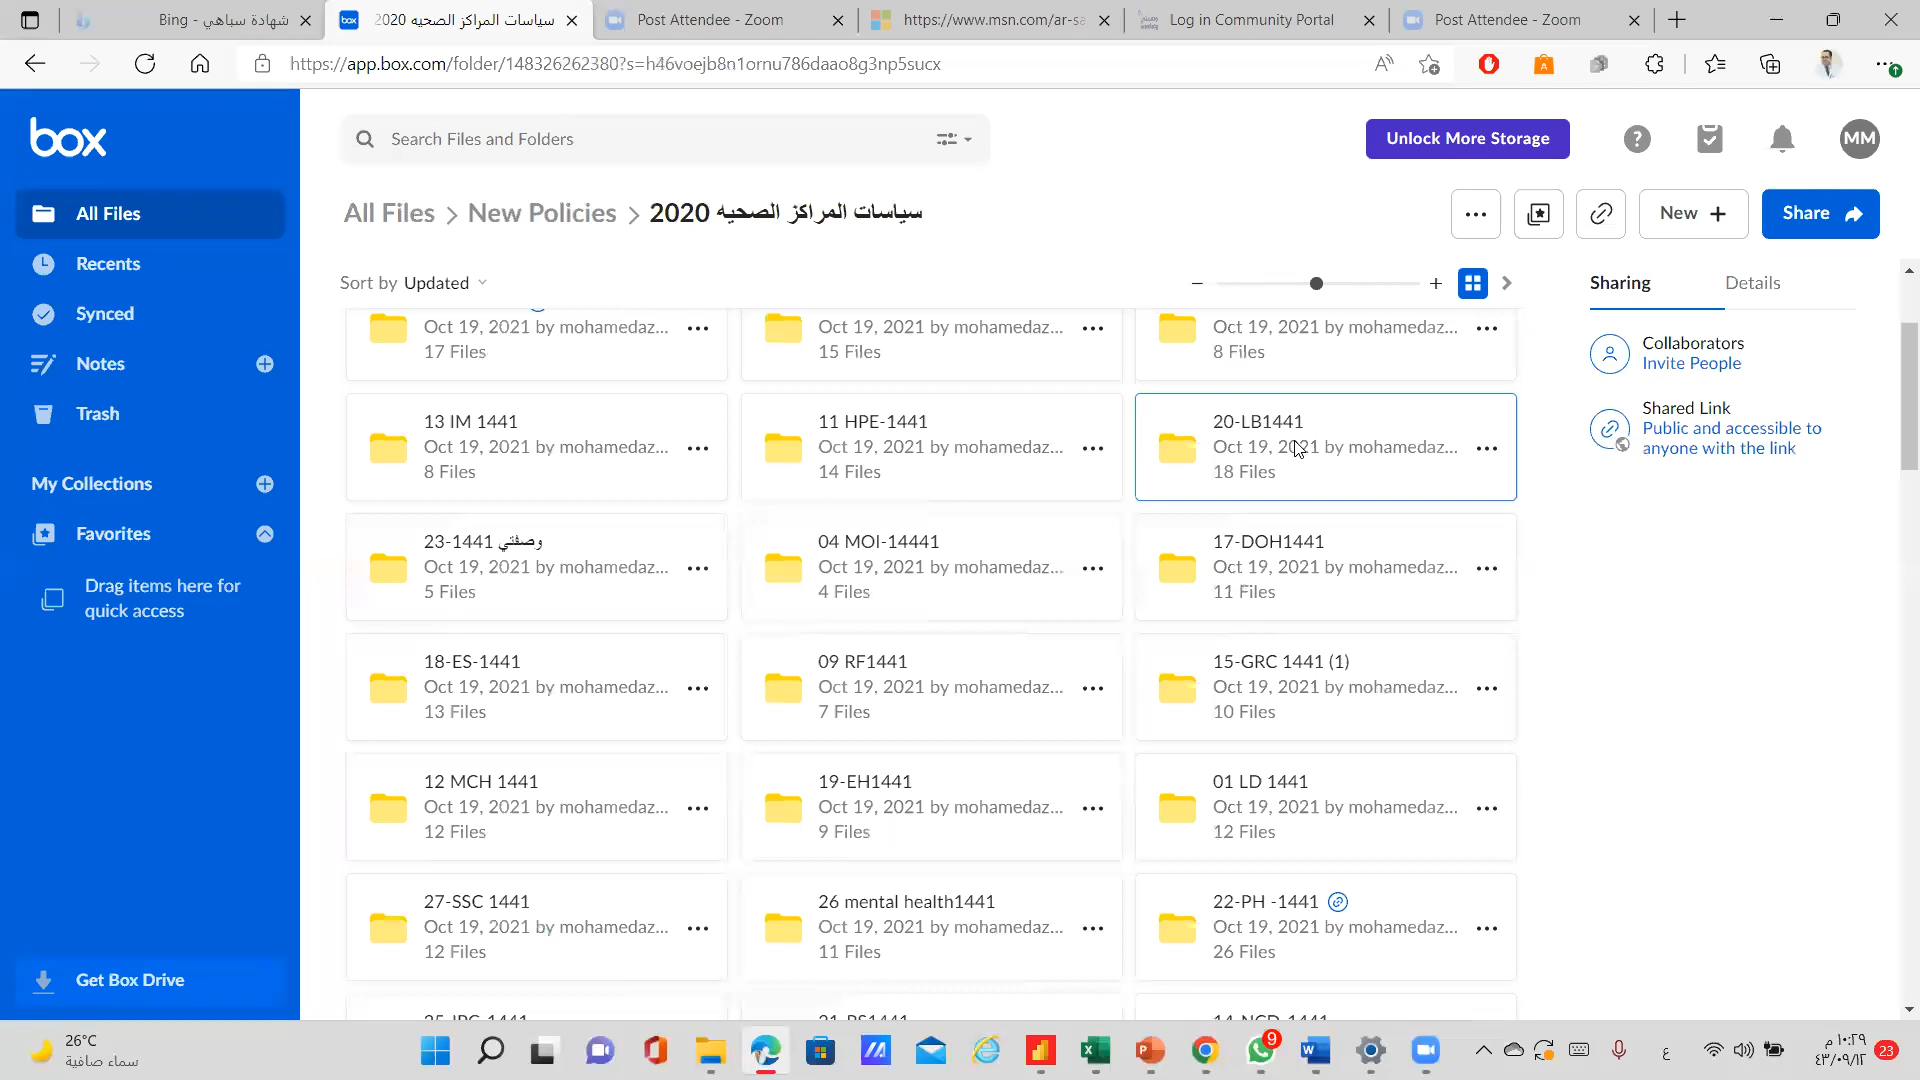 شهادة سباهي - Bing
سياسات المراكز الصحيه 2020
Post Attendee - Zoom
https://www.msn.com/ar-sa
Log in Community Portal
Post Attendee - Zoom
https://app.box.com/folder/148326262380?s=h46voejb8n1ornu786daao8g3np5sucx
box
Search Files and Folders
Unlock More Storage
MM
All Files
Recents
Synced
Notes
Trash
My Collections
Favorites
Drag items here for
quick access
Get Box Drive
All Files > New Policies > سياسات المراكز الصحيه 2020
New +
Share
Sort by Updated
Sharing
Details
Collaborators
Invite People
Shared Link
Public and accessible to
anyone with the link
Oct 19, 2021 by mohamedaz...
17 Files
Oct 19, 2021 by mohamedaz...
15 Files
Oct 19, 2021 by mohamedaz...
8 Files
13 IM 1441
Oct 19, 2021 by mohamedaz...
8 Files
11 HPE-1441
Oct 19, 2021 by mohamedaz...
14 Files
20-LB1441
Oct 19, 2021 by mohamedaz...
18 Files
23-1441 وصفتي
Oct 19, 2021 by mohamedaz...
5 Files
04 MOI-14441
Oct 19, 2021 by mohamedaz...
4 Files
17-DOH1441
Oct 19, 2021 by mohamedaz...
11 Files
18-ES-1441
Oct 19, 2021 by mohamedaz...
13 Files
09 RF1441
Oct 19, 2021 by mohamedaz...
7 Files
15-GRC 1441 (1)
Oct 19, 2021 by mohamedaz...
10 Files
12 MCH 1441
Oct 19, 2021 by mohamedaz...
12 Files
19-EH1441
Oct 19, 2021 by mohamedaz...
9 Files
01 LD 1441
Oct 19, 2021 by mohamedaz...
12 Files
27-SSC 1441
Oct 19, 2021 by mohamedaz...
12 Files
26 mental health1441
Oct 19, 2021 by mohamedaz...
11 Files
22-PH -1441
Oct 19, 2021 by mohamedaz...
26 Files
26°C
سماء صافية
9
ع
١٠:٢٩ م
٤٣/٠٩/١٢
23